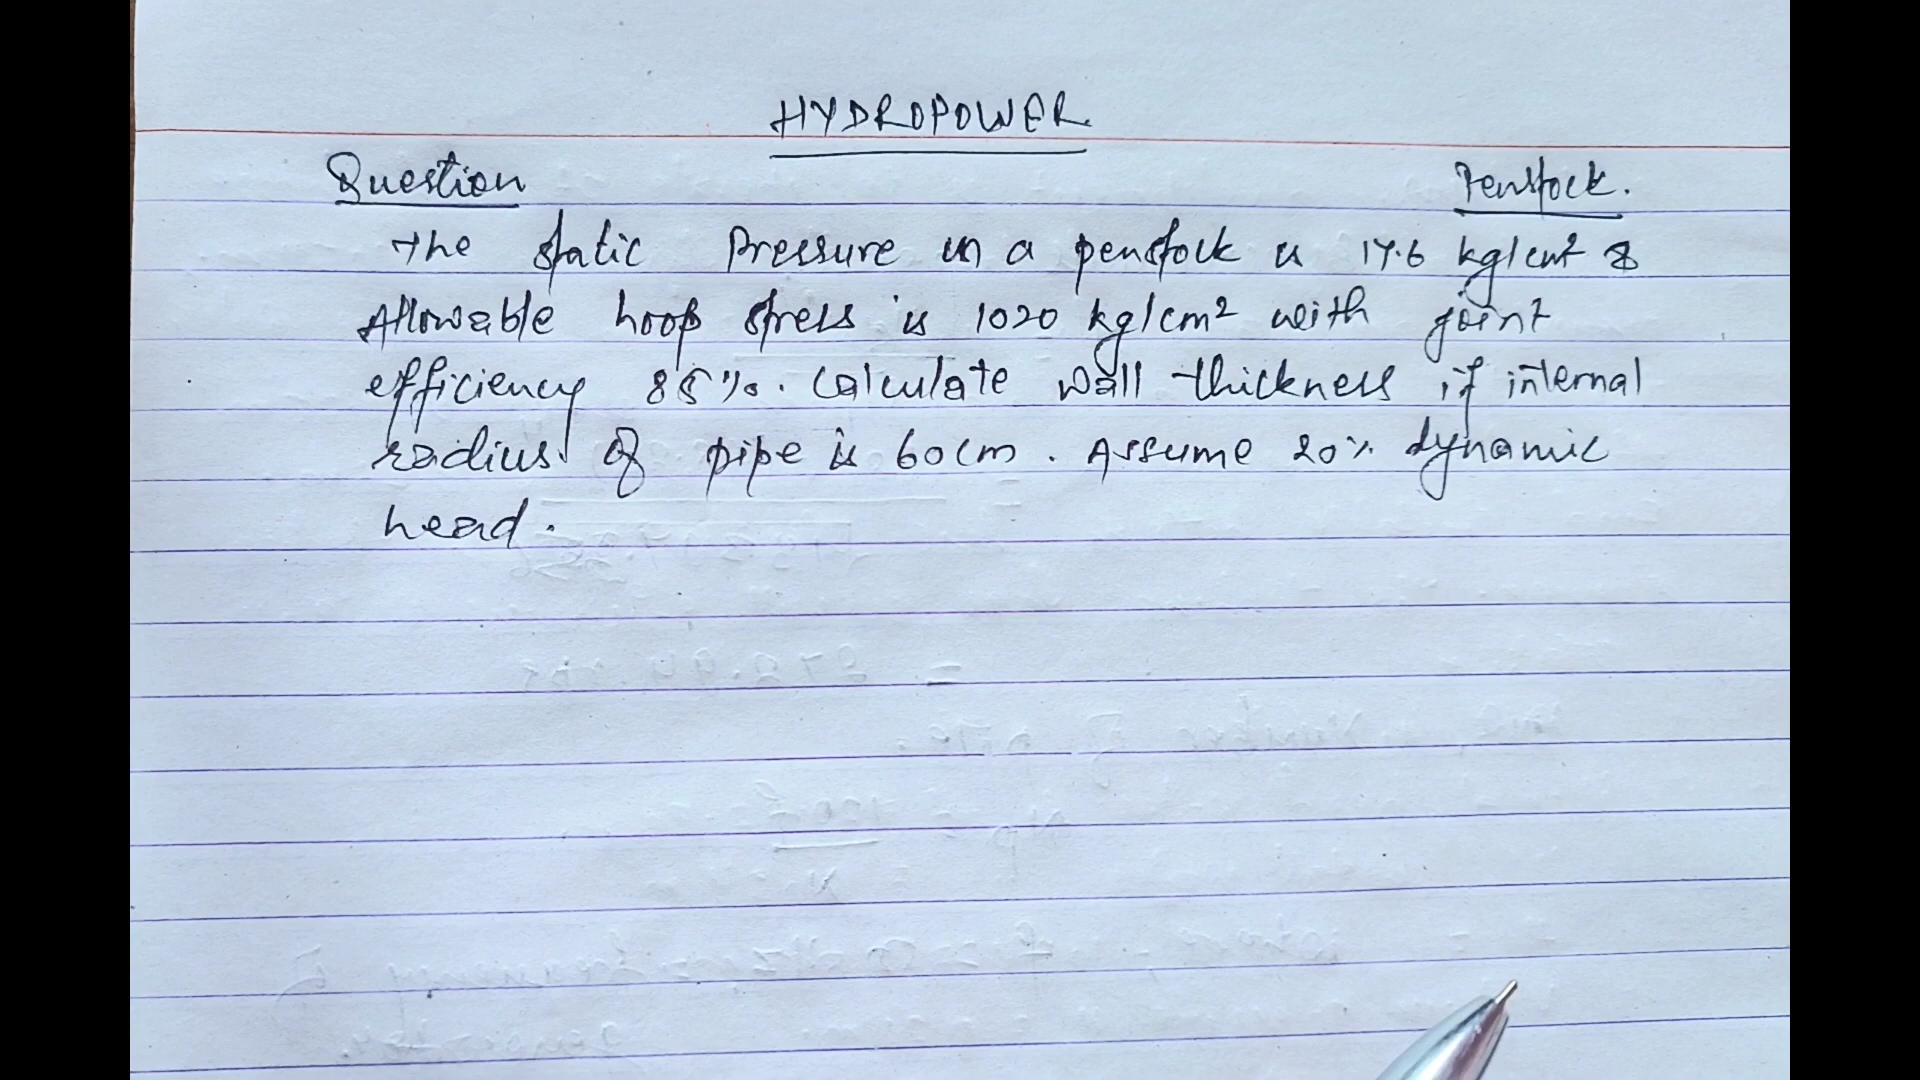 HYDROPOWER
Question
Penstock.
The static Pressure in a penstock is 17.6 kg/cm² &
Allowable hoop stress is 1020 kg/cm² with joint
efficiency 85%. Calculate wall thickness if internal
radius of pipe is 60cm. Assume 20% dynamic
head.